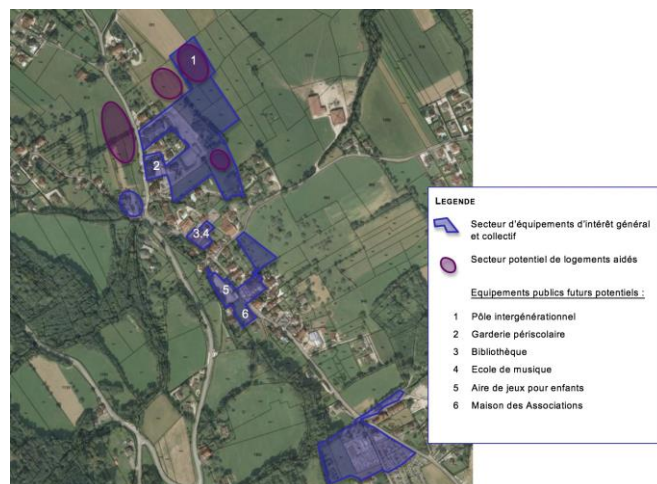 1
2
3.4
5
6
LEGENDE
Secteur d'équipements d'intérêt général
et collectif
Secteur potentiel de logements aidés
Equipements publics futurs potentiels :
1 Pôle intergénérationnel
2 Garderie périscolaire
3 Bibliothèque
4 Ecole de musique
5 Aire de jeux pour enfants
6 Maison des Associations